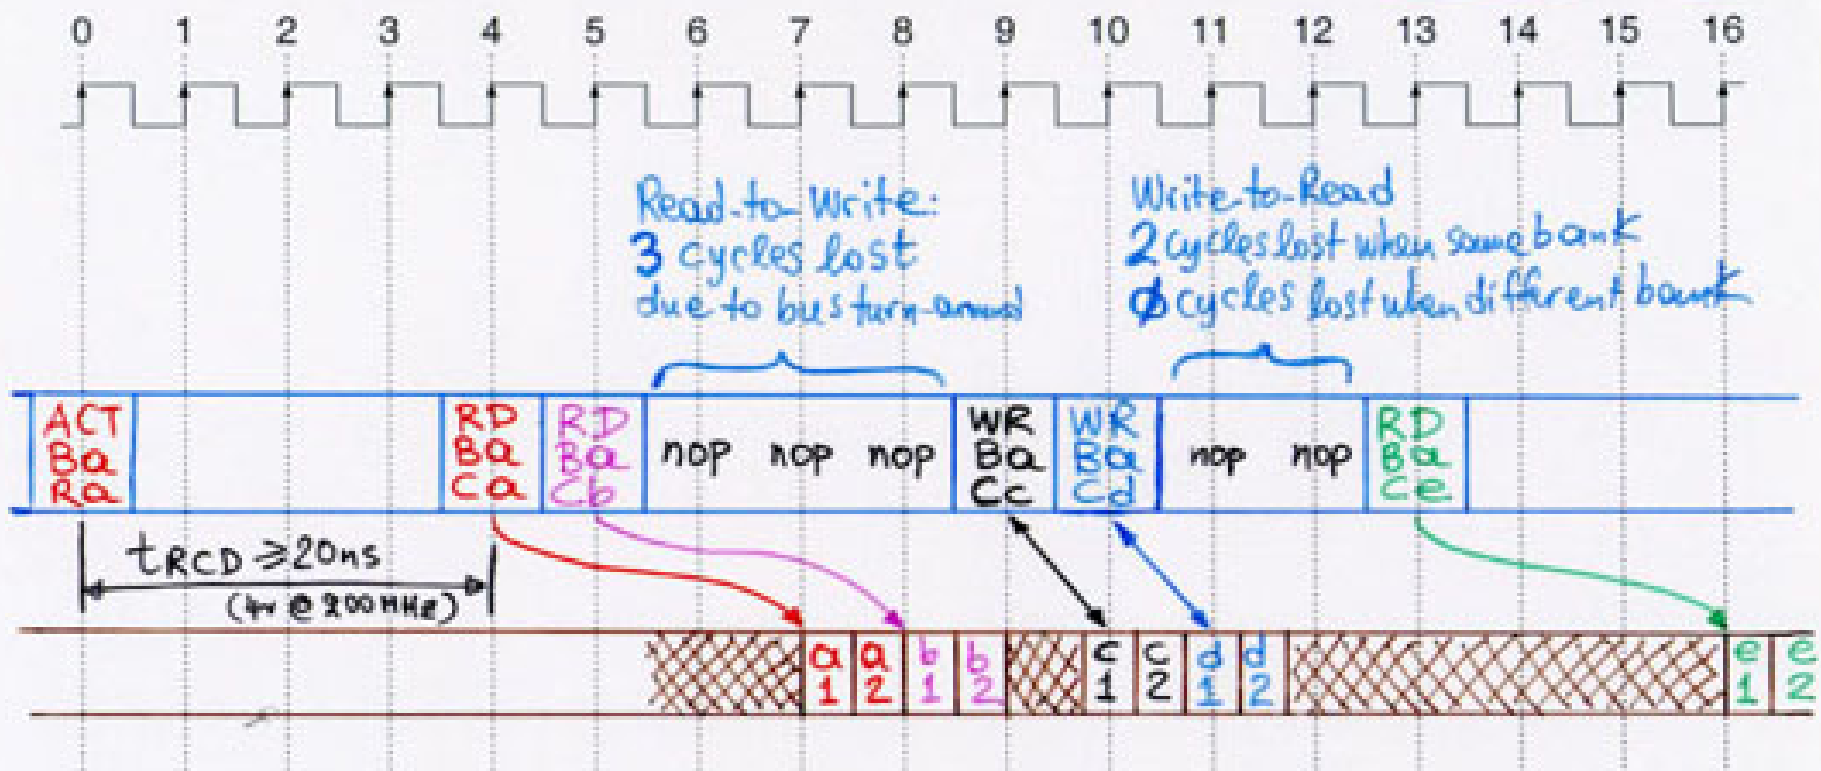 0 1 2 3 4 5 6 7 8 9 10 11 12 13 14 15 16
Read-to-Write:
3 cycles lost
due to bus turn-around
Write-to-Read
2 cycles lost when same bank
0 cycles lost when different bank
ACT
Ba
Ra
RD
Ba
Ca
RD
Ba
Cb
nop nop nop
WR
Ba
Cc
WR
Ba
Cd
nop nop
RD
Ba
Ce
tRCD ≥20ns
@ 200MHz)
a
1
a
2
b
1
b
2
c
1
c
2
d
1
d
2
e
1
e
2